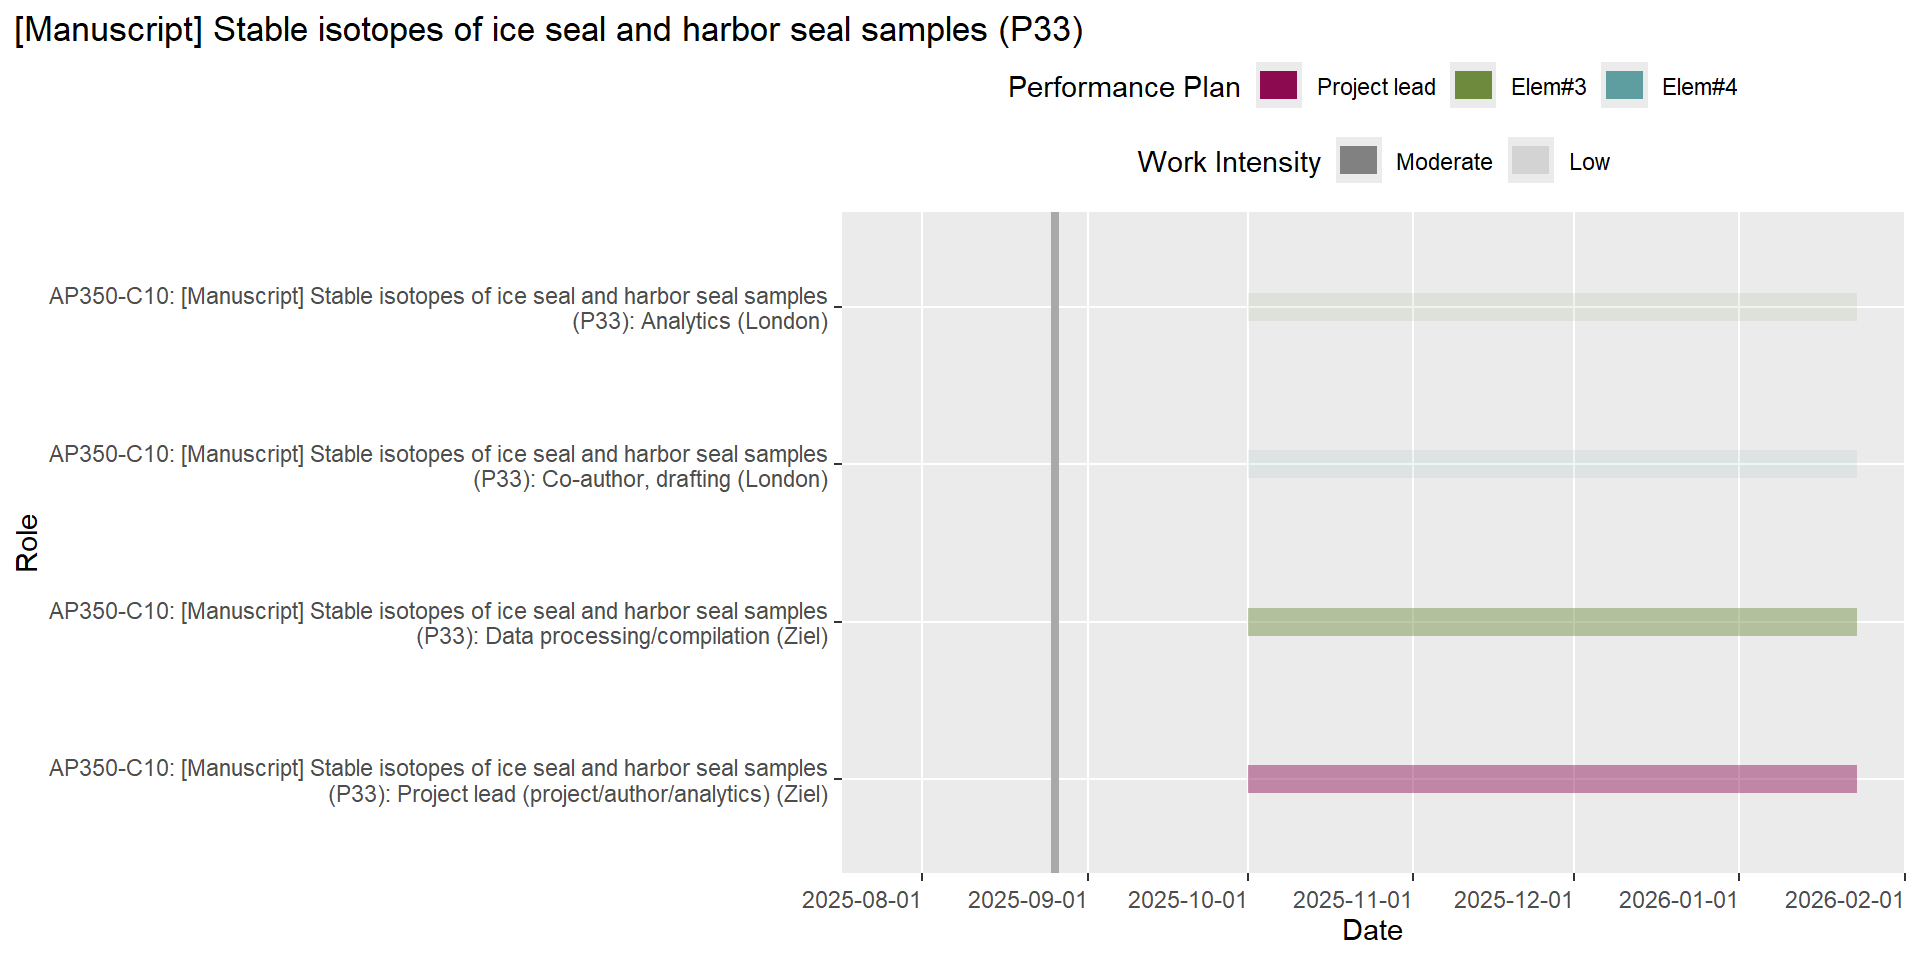 [Manuscript] Stable isotopes of ice seal and harbor seal samples (P33)
Performance Plan Project lead Elem#3 Elem#4
Work Intensity Moderate Low
AP350-C10: [Manuscript] Stable isotopes of ice seal and harbor seal samples
(P33): Analytics (London)
AP350-C10: [Manuscript] Stable isotopes of ice seal and harbor seal samples
(P33): Co-author, drafting (London)
Role
AP350-C10: [Manuscript] Stable isotopes of ice seal and harbor seal samples
(P33): Data processing/compilation (Ziel)
AP350-C10: [Manuscript] Stable isotopes of ice seal and harbor seal samples
(P33): Project lead (project/author/analytics) (Ziel)
2025-08-01 2025-09-01 2025-10-01 2025-11-01 2025-12-01 2026-01-01 2026-02-01
Date